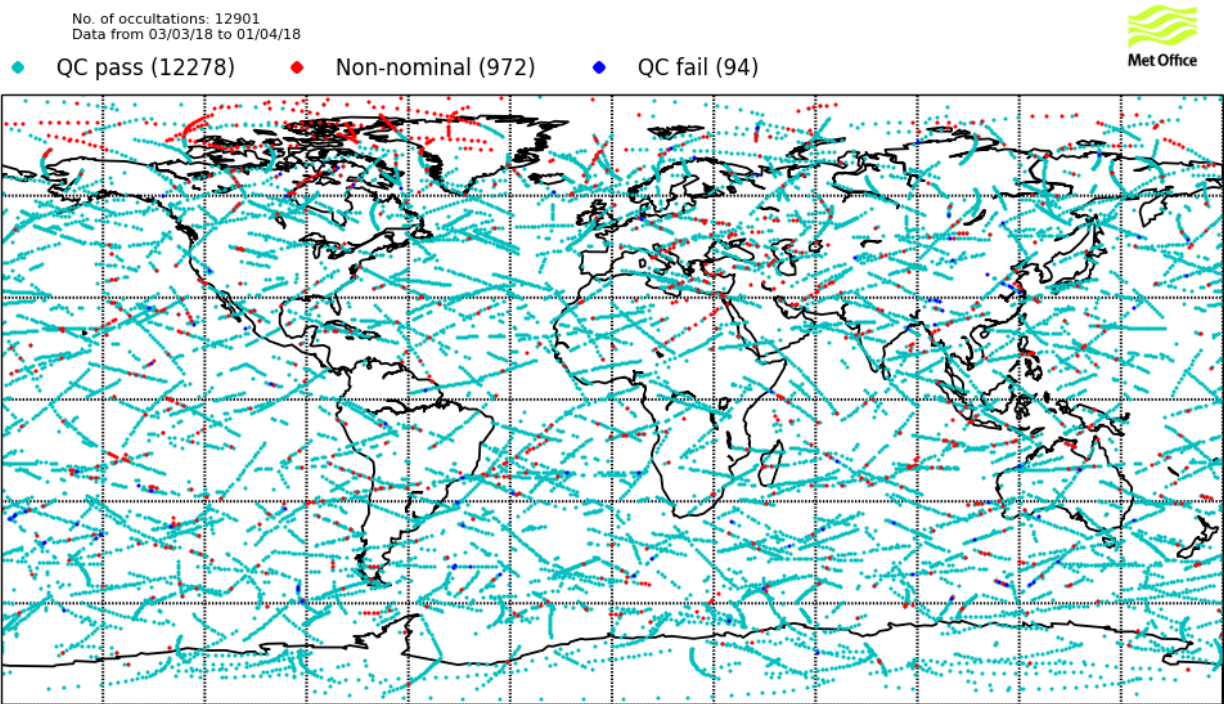 No. of occultations: 12901
Data from 03/03/18 to 01/04/18
Met Office
QC pass (12278)
Non-nominal (972)
QC fail (94)